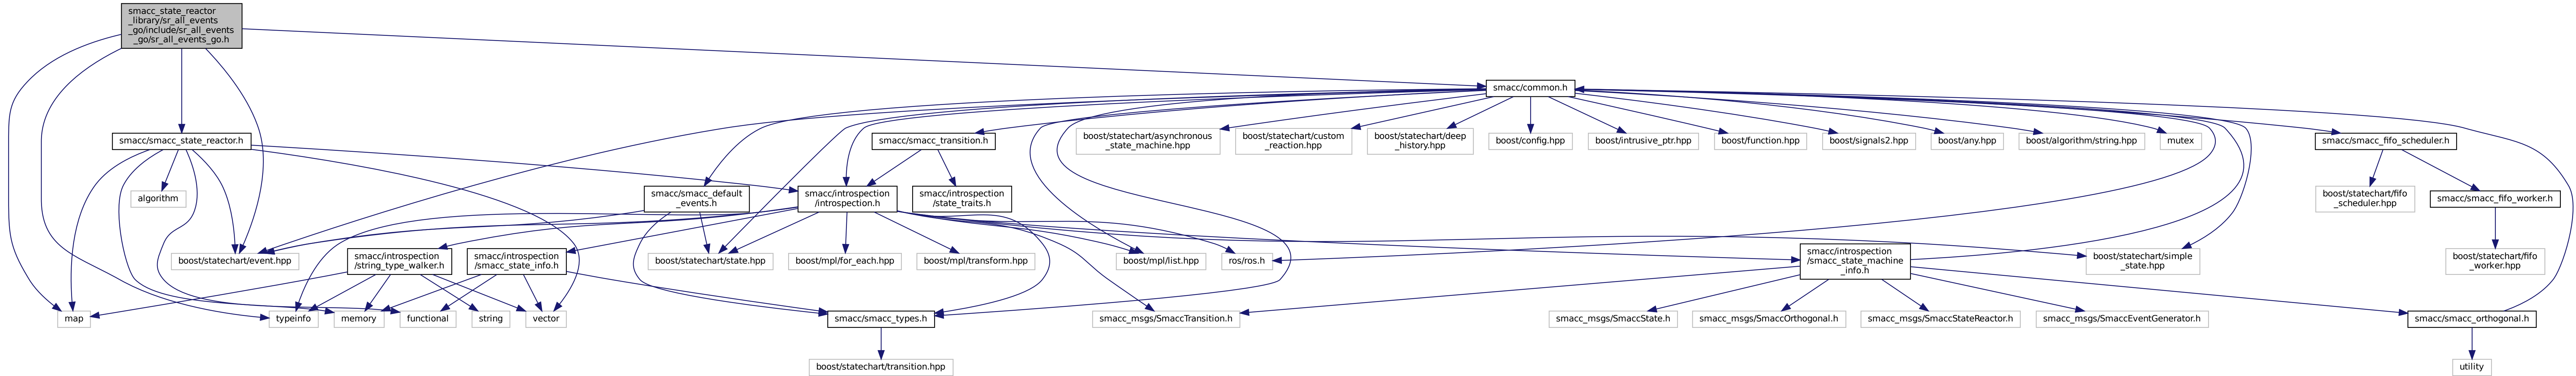 smacc_state_reactor
_library/sr_all_events
_go/include/sr_all_events
_go/sr_all_events_go.h
smacc/common.h
smacc/smacc_state_reactor.h
smacc/smacc_transition.h
boost/statechart/asynchronous
_state_machine.hpp
boost/statechart/custom
_reaction.hpp
boost/statechart/deep
_history.hpp
boost/config.hpp
boost/intrusive_ptr.hpp
boost/function.hpp
boost/signals2.hpp
boost/any.hpp
boost/algorithm/string.hpp
mutex
smacc/smacc_fifo_scheduler.h
algorithm
smacc/smacc_default
_events.h
smacc/introspection
/introspection.h
smacc/introspection
/state_traits.h
boost/statechart/fifo
_scheduler.hpp
smacc/smacc_fifo_worker.h
boost/statechart/event.hpp
smacc/introspection
/string_type_walker.h
smacc/introspection
/smacc_state_info.h
boost/statechart/state.hpp
boost/mpl/for_each.hpp
boost/mpl/transform.hpp
boost/mpl/list.hpp
ros/ros.h
smacc/introspection
/smacc_state_machine
_info.h
boost/statechart/simple
_state.hpp
boost/statechart/fifo
_worker.hpp
map
typeinfo
memory
functional
string
vector
smacc/smacc_types.h
smacc_msgs/SmaccTransition.h
smacc_msgs/SmaccState.h
smacc_msgs/SmaccOrthogonal.h
smacc_msgs/SmaccStateReactor.h
smacc_msgs/SmaccEventGenerator.h
smacc/smacc_orthogonal.h
boost/statechart/transition.hpp
utility